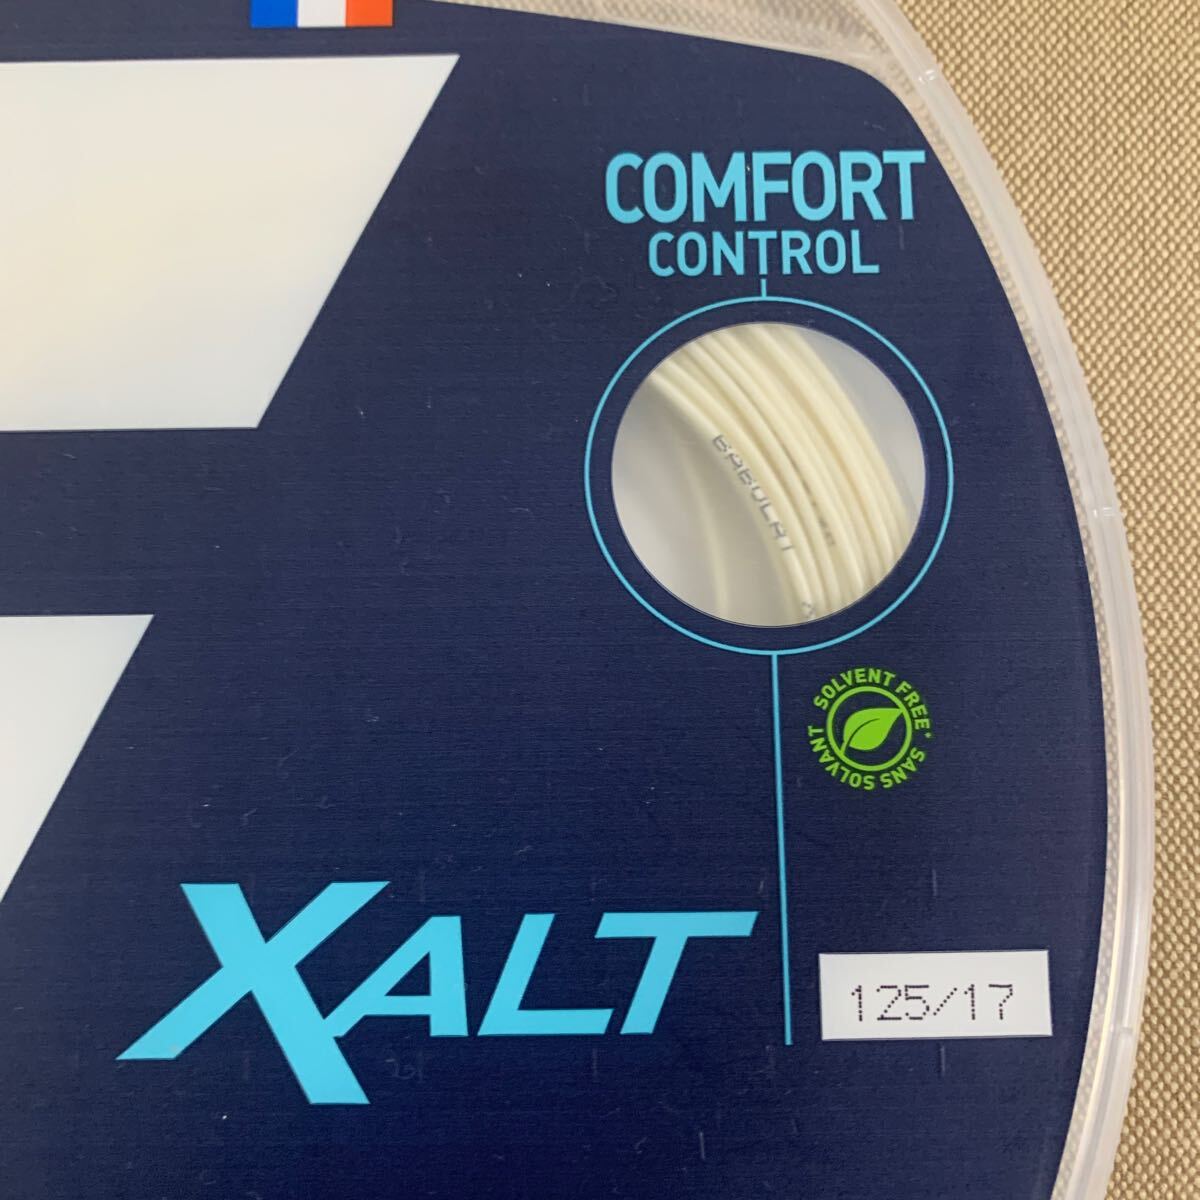 COMFORT
CONTROL
BABOLAT
SOLVENT FREE*
SANS SOLVANT
XALT
125/17